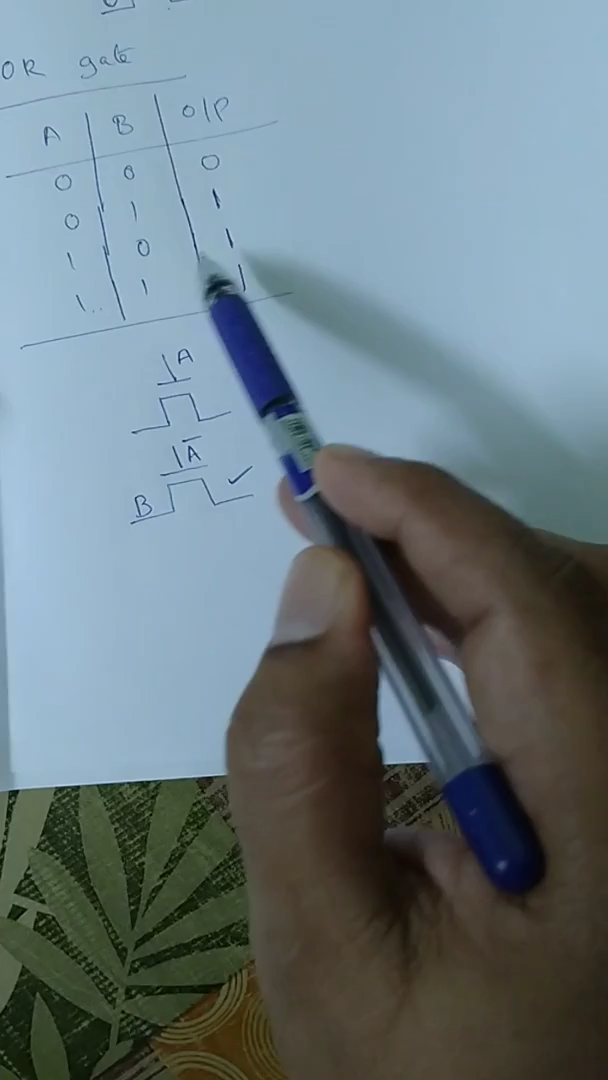 OR gate
A B O/P
0 0 0
0 1 1
1 0 1
1 1 1
A
A̅
B